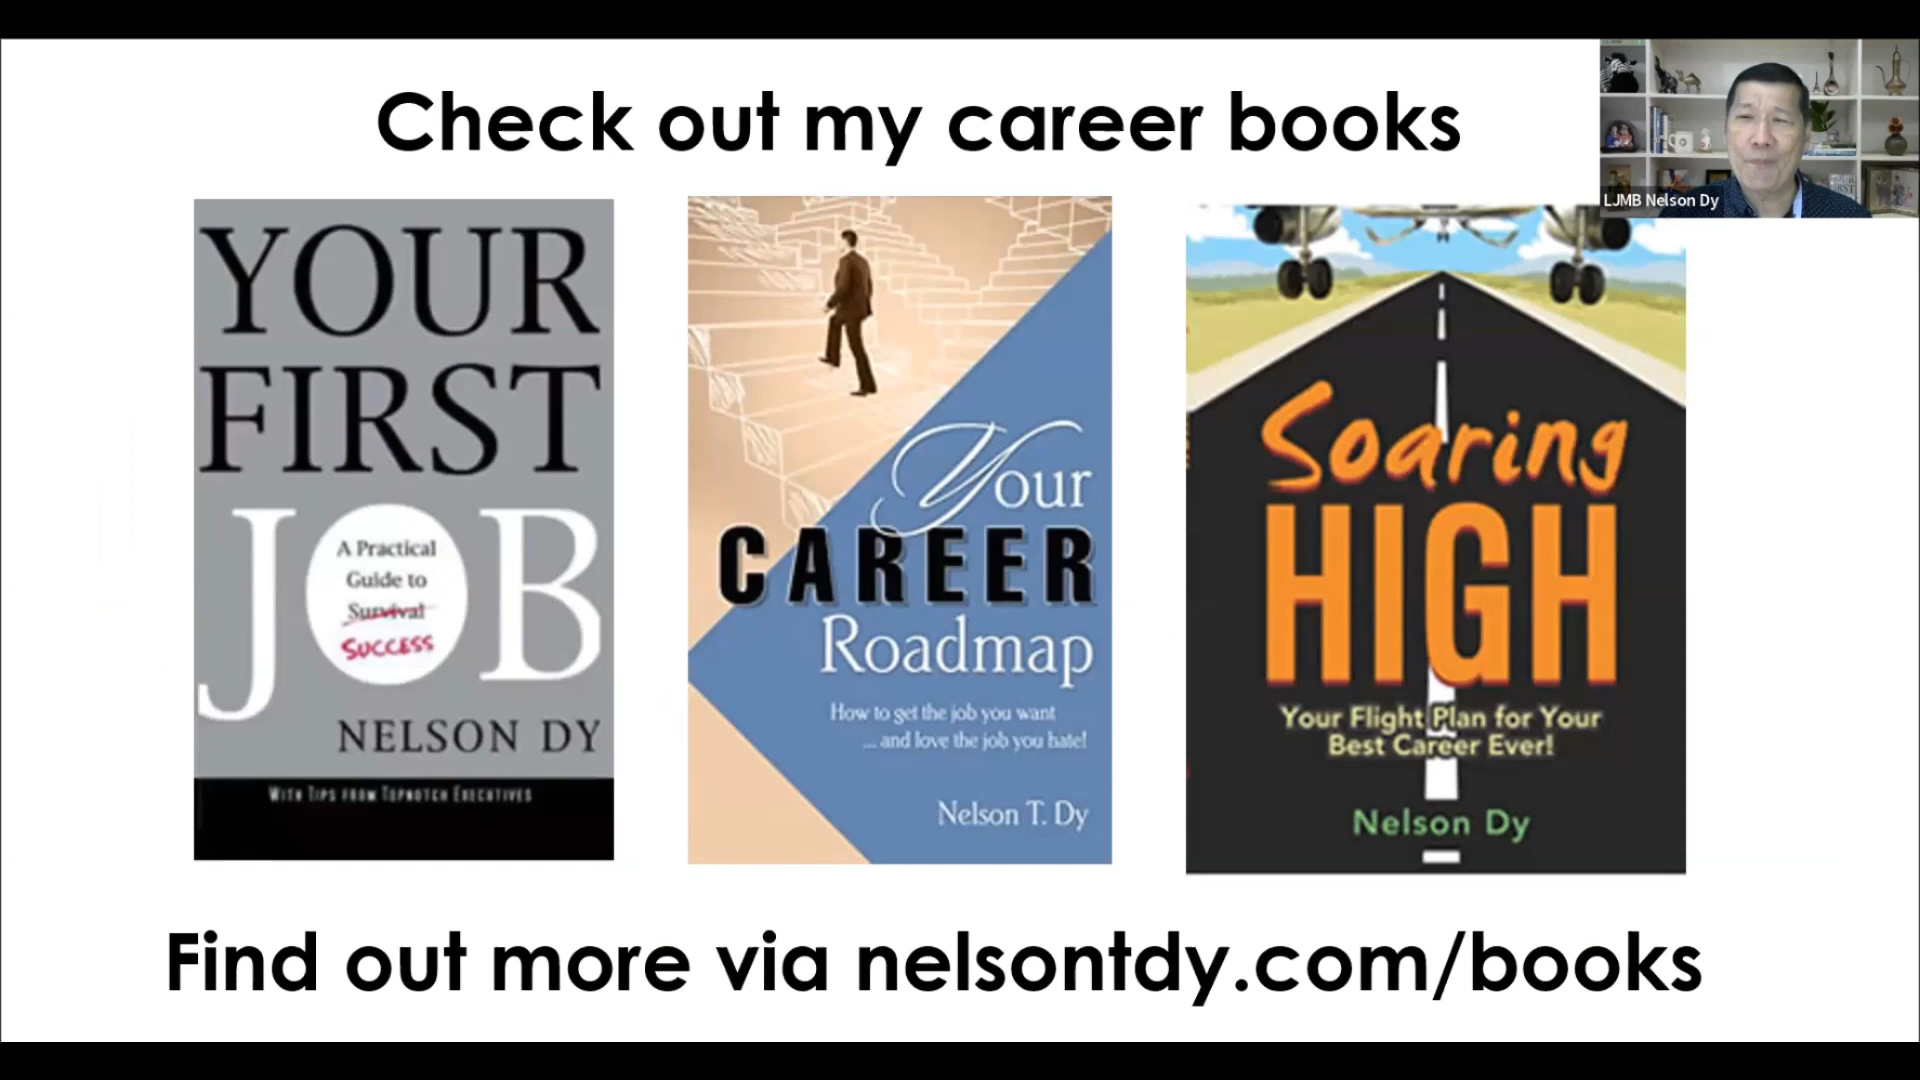 Check out my career books
LJMB Nelson Dy
YOUR
FIRST
JOB
A Practical
Guide to
Survival
SUCCESS
NELSON DY
WITH TIPS FROM TOPNOTCH EXECUTIVES
Your
CAREER
Roadmap
How to get the job you want
... and love the job you hate!
Nelson T. Dy
Soaring
HIGH
Your Flight Plan for Your
Best Career Ever!
Nelson Dy
Find out more via nelsontdy.com/books